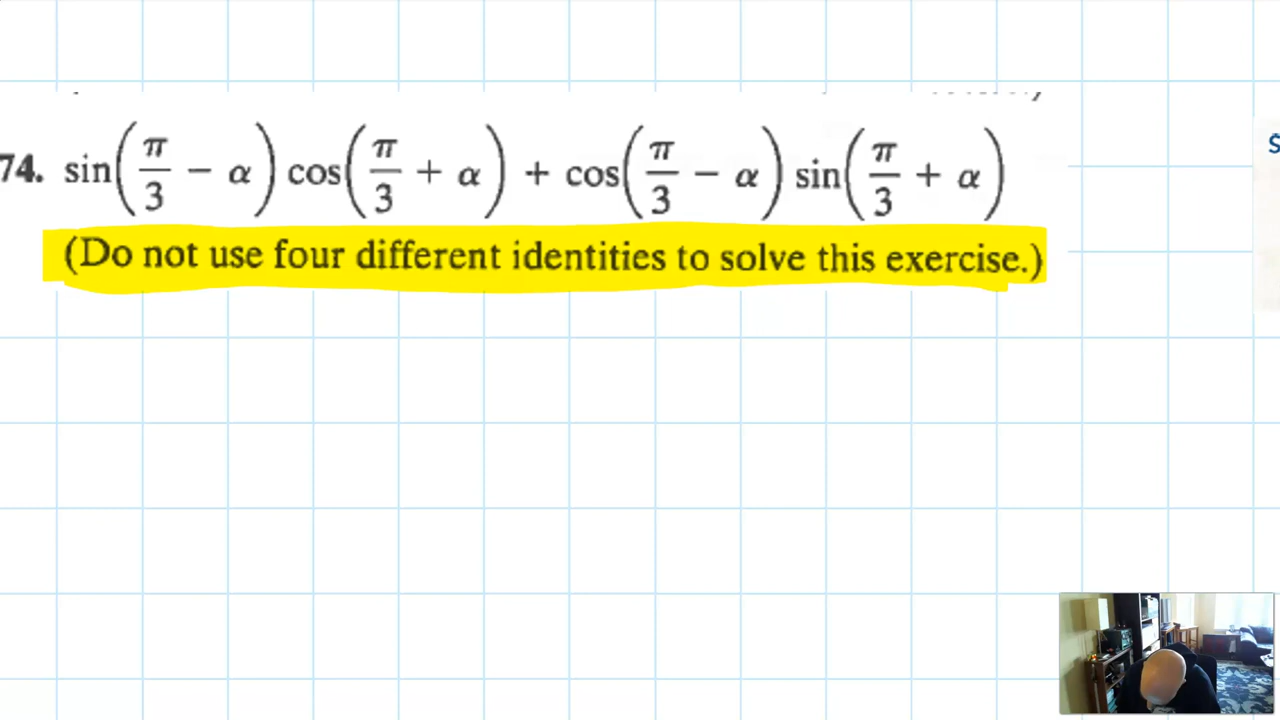 74. sin(π/3 − α) cos(π/3 + α) + cos(π/3 − α) sin(π/3 + α)
(Do not use four different identities to solve this exercise.)